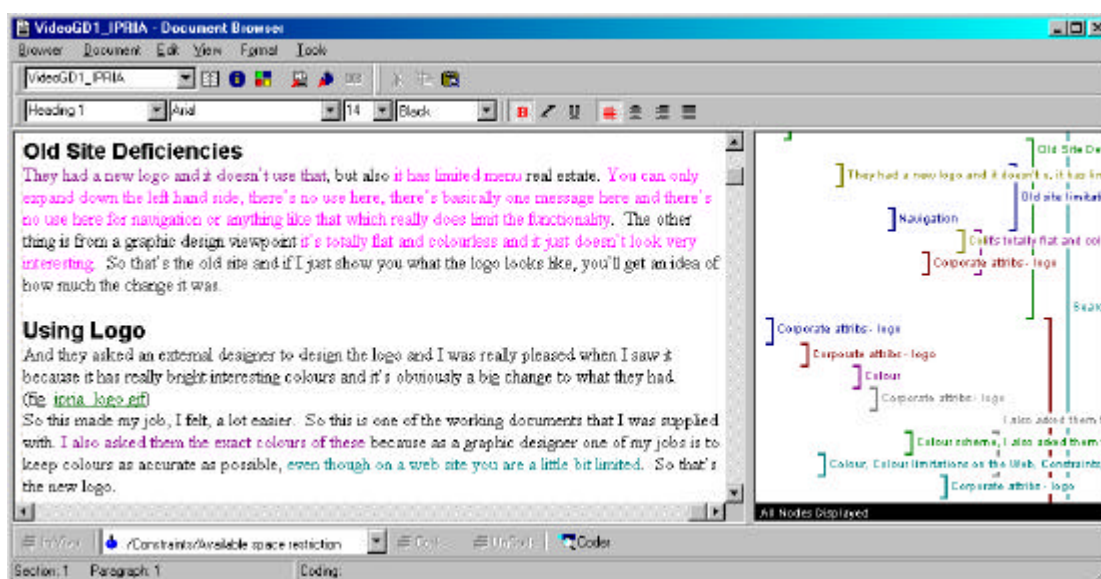 VideoGD1_IPRIA - Document Browser
Browser Document Edit View Format Tools
VideoGD1_IPRIA
Heading 1 Arial 14 Black B U
Old Site Deficiencies
They had a new logo and it doesn't use that, but also it has limited menu real estate. You can only
expand down the left hand side, there's no use here, there's basically one message here and there's
no use here for navigation or anything like that which really does limit the functionality. The other
thing is from a graphic design viewpoint it's totally flat and colourless and it just doesn't look very
interesting. So that's the old site and if I just show you what the logo looks like, you'll get an idea of
how much the change it was.
Using Logo
And they asked an external designer to design the logo and I was really pleased when I saw it
because it has really bright interesting colours and it's obviously a big change to what they had.
(fig ipria_logo.gif)
So this made my job, I felt, a lot easier. So this is one of the working documents that I was supplied
with. I also asked them the exact colours of these because as a graphic designer one of my jobs is to
keep colours as accurate as possible, even though on a web site you are a little bit limited. So that's
the new logo.
Old Site De
They had a new logo and it doesn't s, it has lim
Old site limitat
Navigation
totally flat and col
Corporate attribs - logo
Sear
Corporate attribs - logo
Corporate attribs - logo
Colour
Corporate attribs - logo
I also asked them t
Colour scheme, I also asked them t
Colour, Colour limitations on the Web, Constraints
Corporate attribs - logo
All Nodes Displayed
/Constraints/Available space restriction
Coder
Section: 1 Paragraph: 1 Coding: